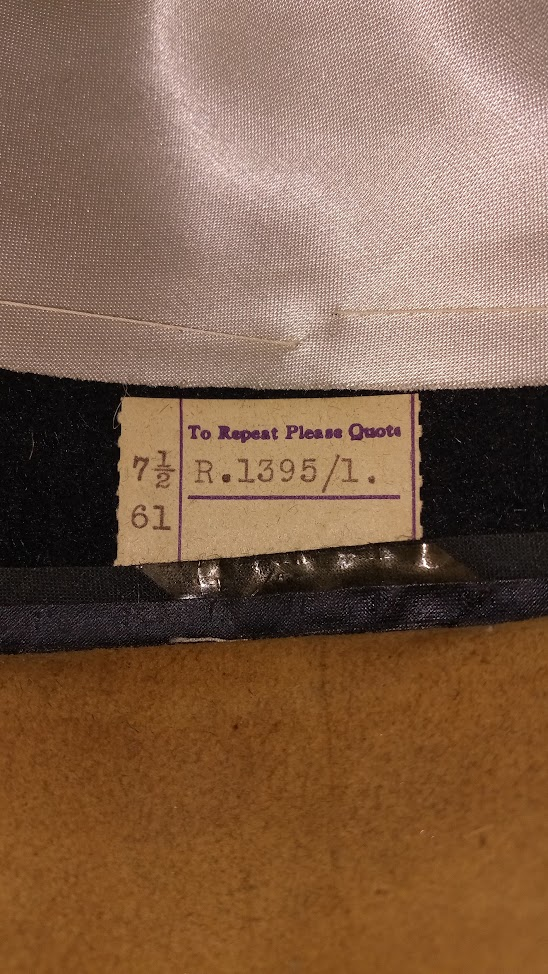 To Repeat Please Quote
7½ R.1395/1.
61